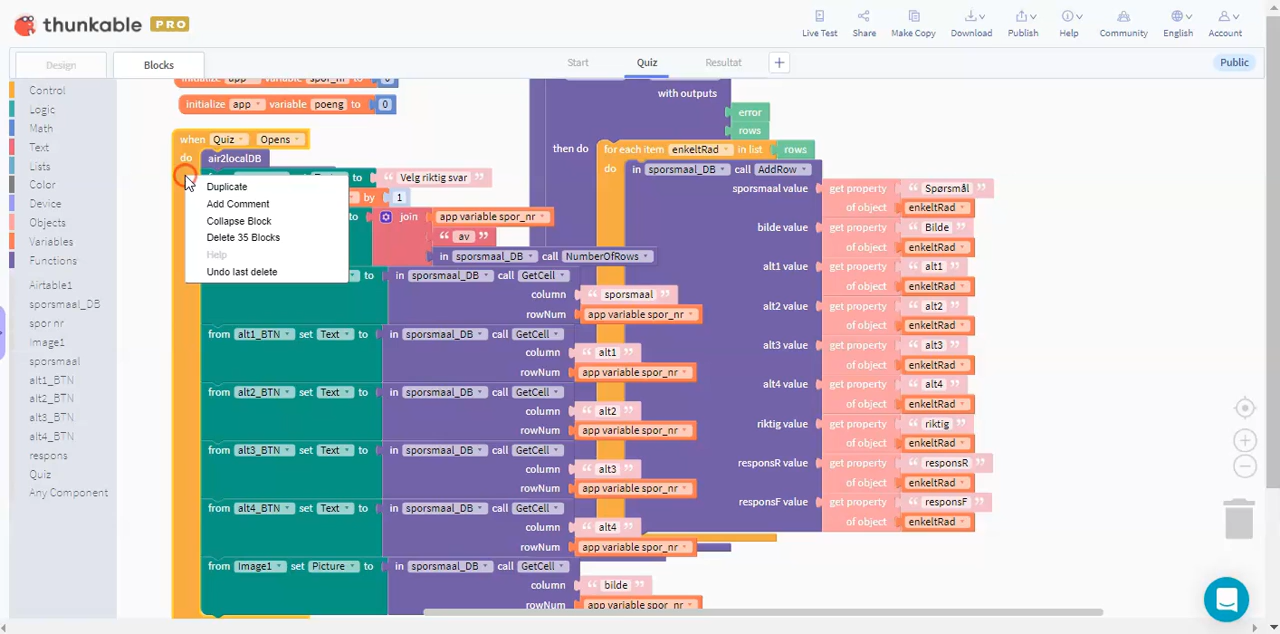 thunkable PRO
Live Test Share Make Copy Download Publish Help Community English Account
Design Blocks Start Quiz Resultat + Public
Control
Logic
Math
Text
Lists
Color
Device
Objects
Variables
Functions
Airtable1
sporsmaal_DB
spor nr
Image1
sporsmaal
alt1_BTN
alt2_BTN
alt3_BTN
alt4_BTN
respons
Quiz
Any Component
initialize app variable spor_nr to 0
initialize app variable poeng to 0
when Quiz Opens
do air2localDB
to “ Velg riktig svar ”
by 1
to join app variable spor_nr
“ av ”
in sporsmaal_DB call NumberOfRows
to in sporsmaal_DB call GetCell
column “ sporsmaal ”
rowNum app variable spor_nr
from alt1_BTN set Text to in sporsmaal_DB call GetCell
column “ alt1 ”
rowNum app variable spor_nr
from alt2_BTN set Text to in sporsmaal_DB call GetCell
column “ alt2 ”
rowNum app variable spor_nr
from alt3_BTN set Text to in sporsmaal_DB call GetCell
column “ alt3 ”
rowNum app variable spor_nr
from alt4_BTN set Text to in sporsmaal_DB call GetCell
column “ alt4 ”
rowNum app variable spor_nr
from Image1 set Picture to in sporsmaal_DB call GetCell
column “ bilde ”
rowNum app variable spor_nr
Duplicate
Add Comment
Collapse Block
Delete 35 Blocks
Help
Undo last delete
with outputs
error
rows
then do for each item enkeltRad in list rows
do in sporsmaal_DB call AddRow
sporsmaal value get property “ Spørsmål ”
of object enkeltRad
bilde value get property “ Bilde ”
of object enkeltRad
alt1 value get property “ alt1 ”
of object enkeltRad
alt2 value get property “ alt2 ”
of object enkeltRad
alt3 value get property “ alt3 ”
of object enkeltRad
alt4 value get property “ alt4 ”
of object enkeltRad
riktig value get property “ riktig ”
of object enkeltRad
responsR value get property “ responsR ”
of object enkeltRad
responsF value get property “ responsF ”
of object enkeltRad